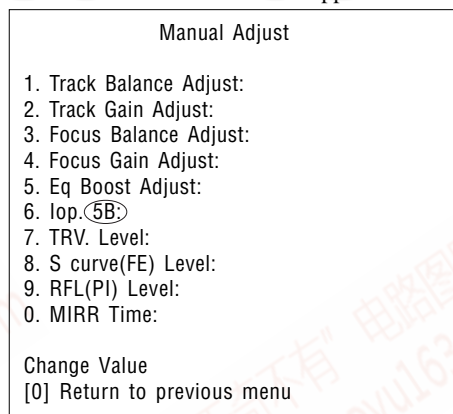 Manual Adjust
1. Track Balance Adjust:
2. Track Gain Adjust:
3. Focus Balance Adjust:
4. Focus Gain Adjust:
5. Eq Boost Adjust:
6. Iop.5B:
7. TRV. Level:
8. S curve(FE) Level:
9. RFL(PI) Level:
0. MIRR Time:
Change Value
[0] Return to previous menu